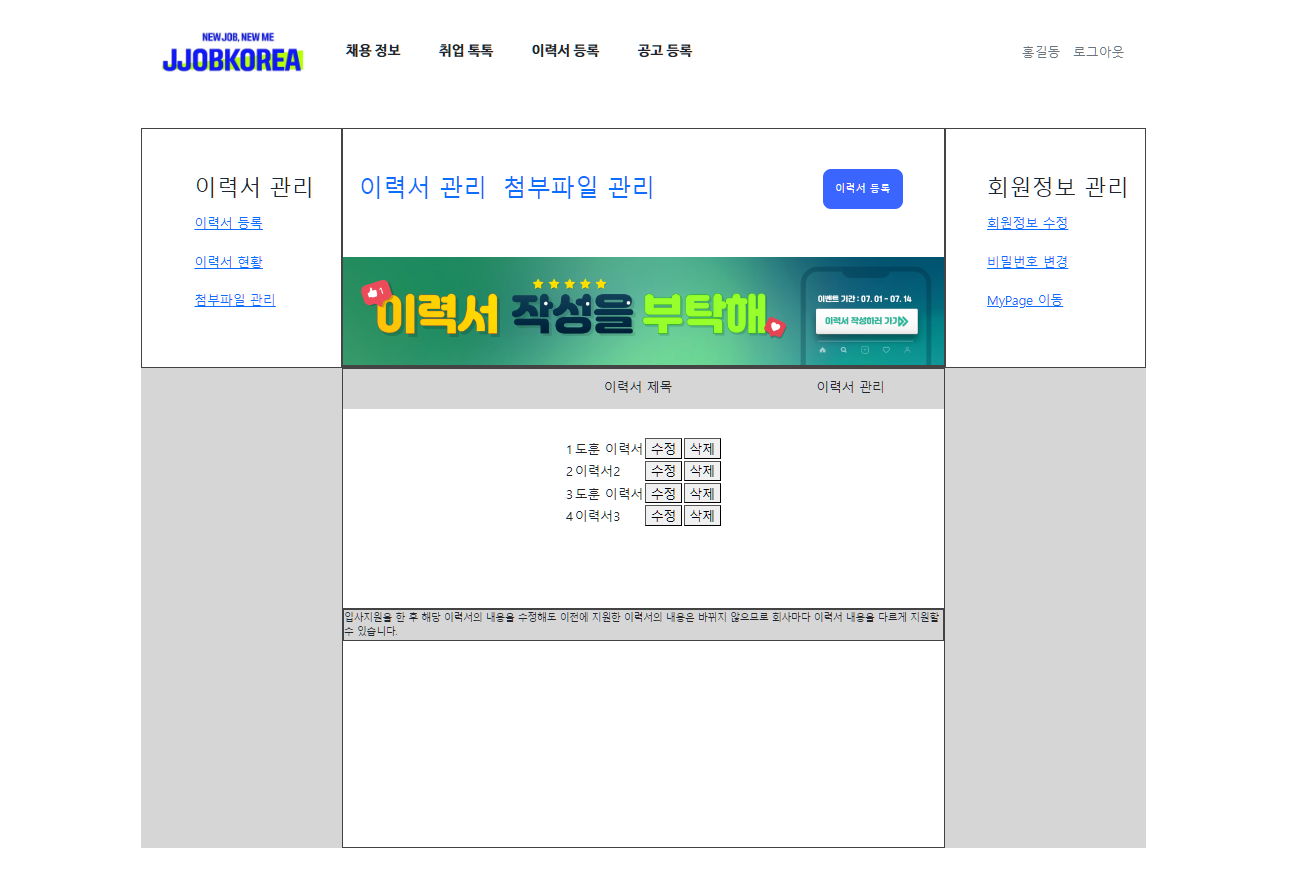 NEW JOB, NEW ME
JJOBKOREA
채용 정보 취업 톡톡 이력서 등록 공고 등록
홍길동 로그아웃
이력서 관리
이력서 등록
이력서 현황
첨부파일 관리
이력서 관리 첨부파일 관리
이력서 등록
1
이력서 작성을 부탁해
이벤트 기간 : 07. 01 - 07. 14
이력서 작성하러 가기
이력서 제목 이력서 관리
1 도훈 이력서 수정 삭제
2 이력서2 수정 삭제
3 도훈 이력서 수정 삭제
4 이력서3 수정 삭제
입사지원을 한 후 해당 이력서의 내용을 수정해도 이전에 지원한 이력서의 내용은 바뀌지 않으므로 회사마다 이력서 내용을 다르게 지원할
수 있습니다.
회원정보 관리
회원정보 수정
비밀번호 변경
MyPage 이동